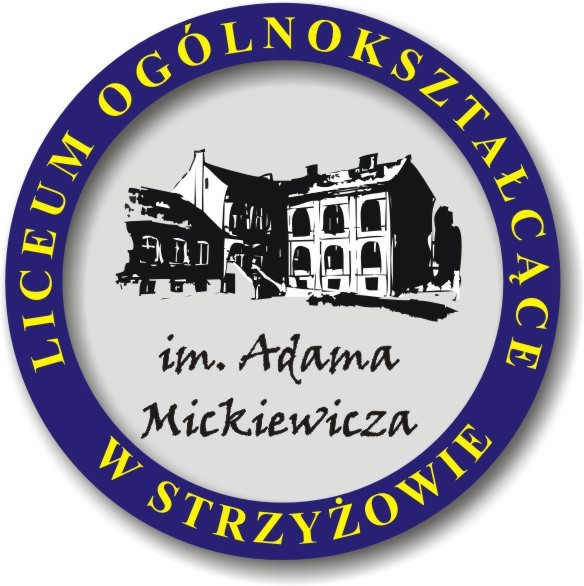 LICEUM OGÓLNOKSZTAŁCĄCE
im. Adama
Mickiewicza
W STRZYŻOWIE